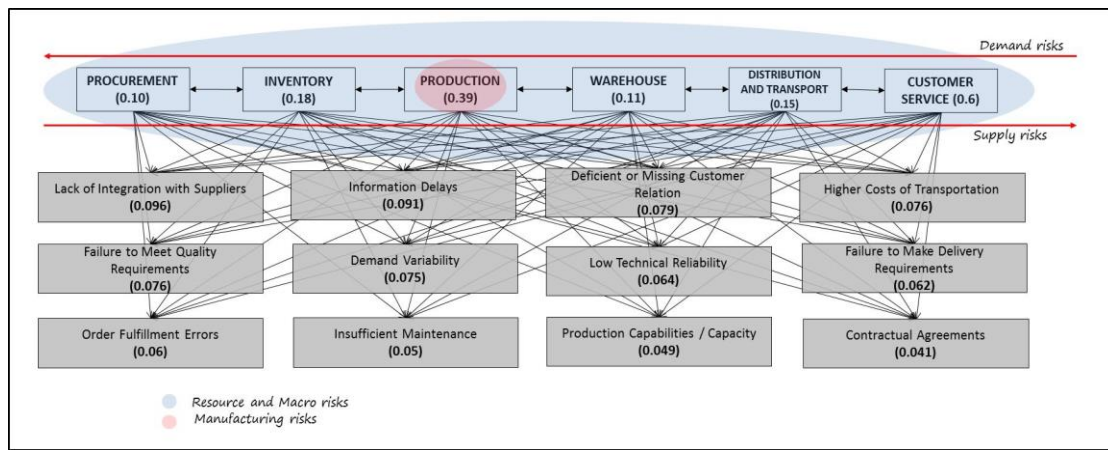 Demand risks
PROCUREMENT
(0.10)
INVENTORY
(0.18)
PRODUCTION
(0.39)
WAREHOUSE
(0.11)
DISTRIBUTION
AND TRANSPORT
(0.15)
CUSTOMER
SERVICE (0.6)
Supply risks
Lack of Integration with Suppliers
(0.096)
Information Delays
(0.091)
Deficient or Missing Customer
Relation
(0.079)
Higher Costs of Transportation
(0.076)
Failure to Meet Quality
Requirements
(0.076)
Demand Variability
(0.075)
Low Technical Reliability
(0.064)
Failure to Make Delivery
Requirements
(0.062)
Order Fulfillment Errors
(0.06)
Insufficient Maintenance
(0.05)
Production Capabilities / Capacity
(0.049)
Contractual Agreements
(0.041)
Resource and Macro risks
Manufacturing risks